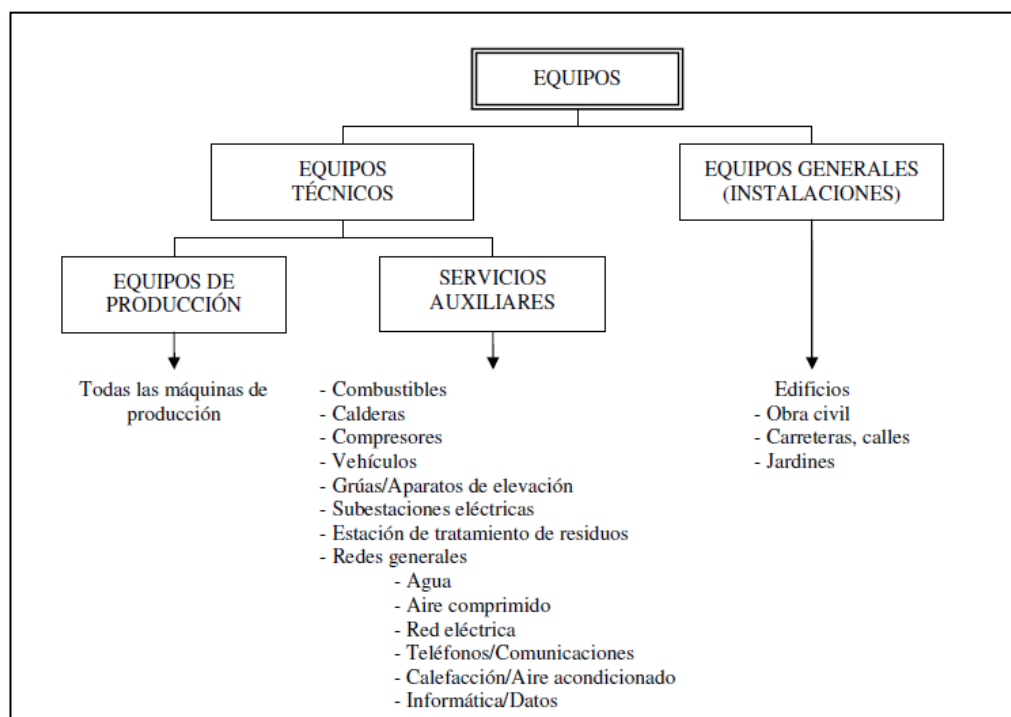 EQUIPOS
EQUIPOS
TÉCNICOS
EQUIPOS GENERALES
(INSTALACIONES)
EQUIPOS DE
PRODUCCIÓN
SERVICIOS
AUXILIARES
Todas las máquinas de
producción
- Combustibles
- Calderas
- Compresores
- Vehículos
- Grúas/Aparatos de elevación
- Subestaciones eléctricas
- Estación de tratamiento de residuos
- Redes generales
- Agua
- Aire comprimido
- Red eléctrica
- Teléfonos/Comunicaciones
- Calefacción/Aire acondicionado
- Informática/Datos
Edificios
- Obra civil
- Carreteras, calles
- Jardines